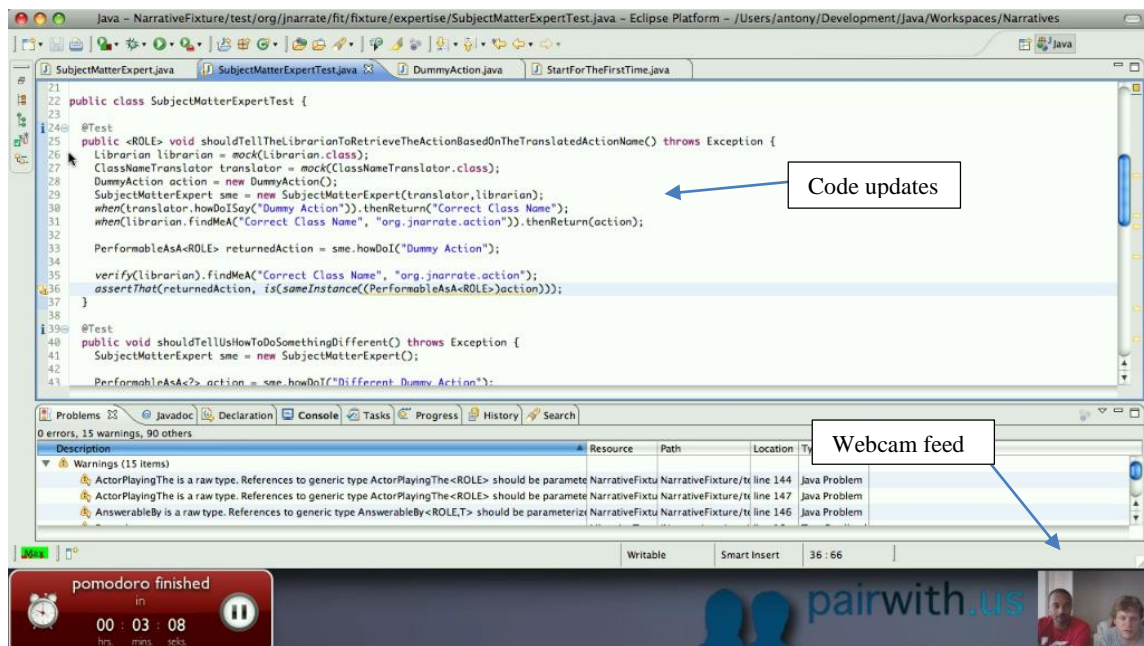 Java - NarrativeFixture/test/org/jnarrate/fit/fixture/expertise/SubjectMatterExpertTest.java - Eclipse Platform - /Users/antony/Development/Java/Workspaces/Narratives
Java
SubjectMatterExpert.java SubjectMatterExpertTest.java DummyAction.java StartForTheFirstTime.java
21
22 public class SubjectMatterExpertTest {
23
24 @Test
25 public <ROLE> void shouldTellTheLibrarianToRetrieveTheActionBasedOnTheTranslatedActionName() throws Exception {
26 Librarian librarian = mock(Librarian.class);
27 ClassNameTranslator translator = mock(ClassNameTranslator.class);
28 DummyAction action = new DummyAction();
29 SubjectMatterExpert sme = new SubjectMatterExpert(translator,librarian);
30 when(translator.howDoISay("Dummy Action")).thenReturn("Correct Class Name");
31 when(librarian.findMeA("Correct Class Name", "org.jnarrate.action")).thenReturn(action);
32
33 PerformableAsA<ROLE> returnedAction = sme.howDoI("Dummy Action");
34
35 verify(librarian).findMeA("Correct Class Name", "org.jnarrate.action");
36 assertThat(returnedAction, is(sameInstance((PerformableAsA<ROLE>)action)));
37 }
38
39 @Test
40 public void shouldTellUsHowToDoSomethingDifferent() throws Exception {
41 SubjectMatterExpert sme = new SubjectMatterExpert();
42
43 PerformableAsA<?> action = sme.howDoI("Different Dummy Action");
Code updates
Problems Javadoc Declaration Console Tasks Progress History Search
0 errors, 15 warnings, 90 others
Description Resource Path Location Ty
Warnings (15 items)
ActorPlayingThe is a raw type. References to generic type ActorPlayingThe<ROLE> should be paramete NarrativeFixtu NarrativeFixture/te line 144 Java Problem
ActorPlayingThe is a raw type. References to generic type ActorPlayingThe<ROLE> should be paramete NarrativeFixtu NarrativeFixture/te line 147 Java Problem
AnswerableBy is a raw type. References to generic type AnswerableBy<ROLE,T> should be parameteriz NarrativeFixtu NarrativeFixture/te line 146 Java Problem
Webcam feed
Writable Smart Insert 36 : 66
pomodoro finished
in
00 : 03 : 08
hrs. mins. seks.
pairwith.us